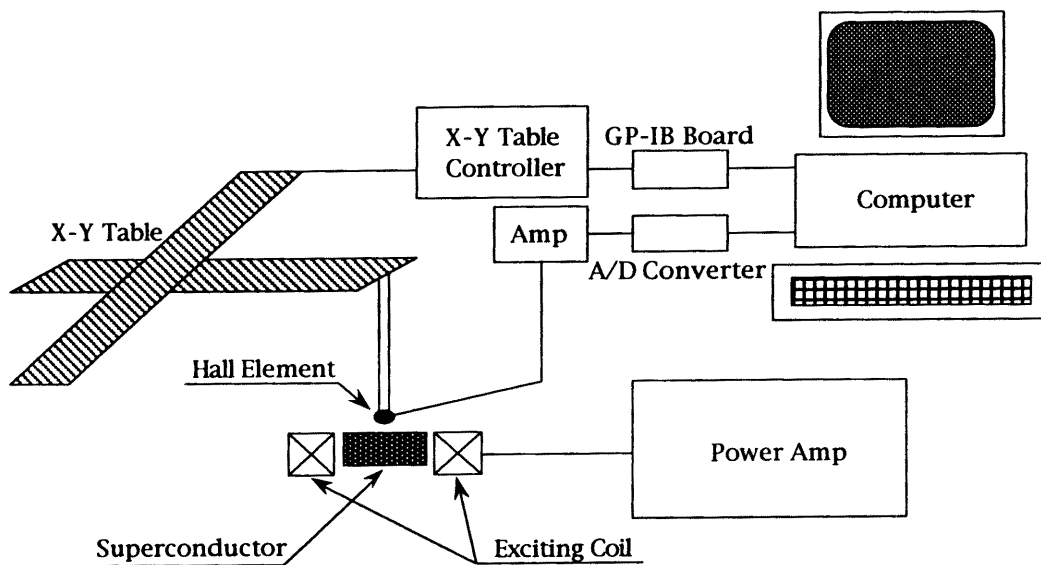 X-Y Table
Controller
GP-IB Board
Computer
X-Y Table
Amp
A/D Converter
Hall Element
Power Amp
Superconductor
Exciting Coil